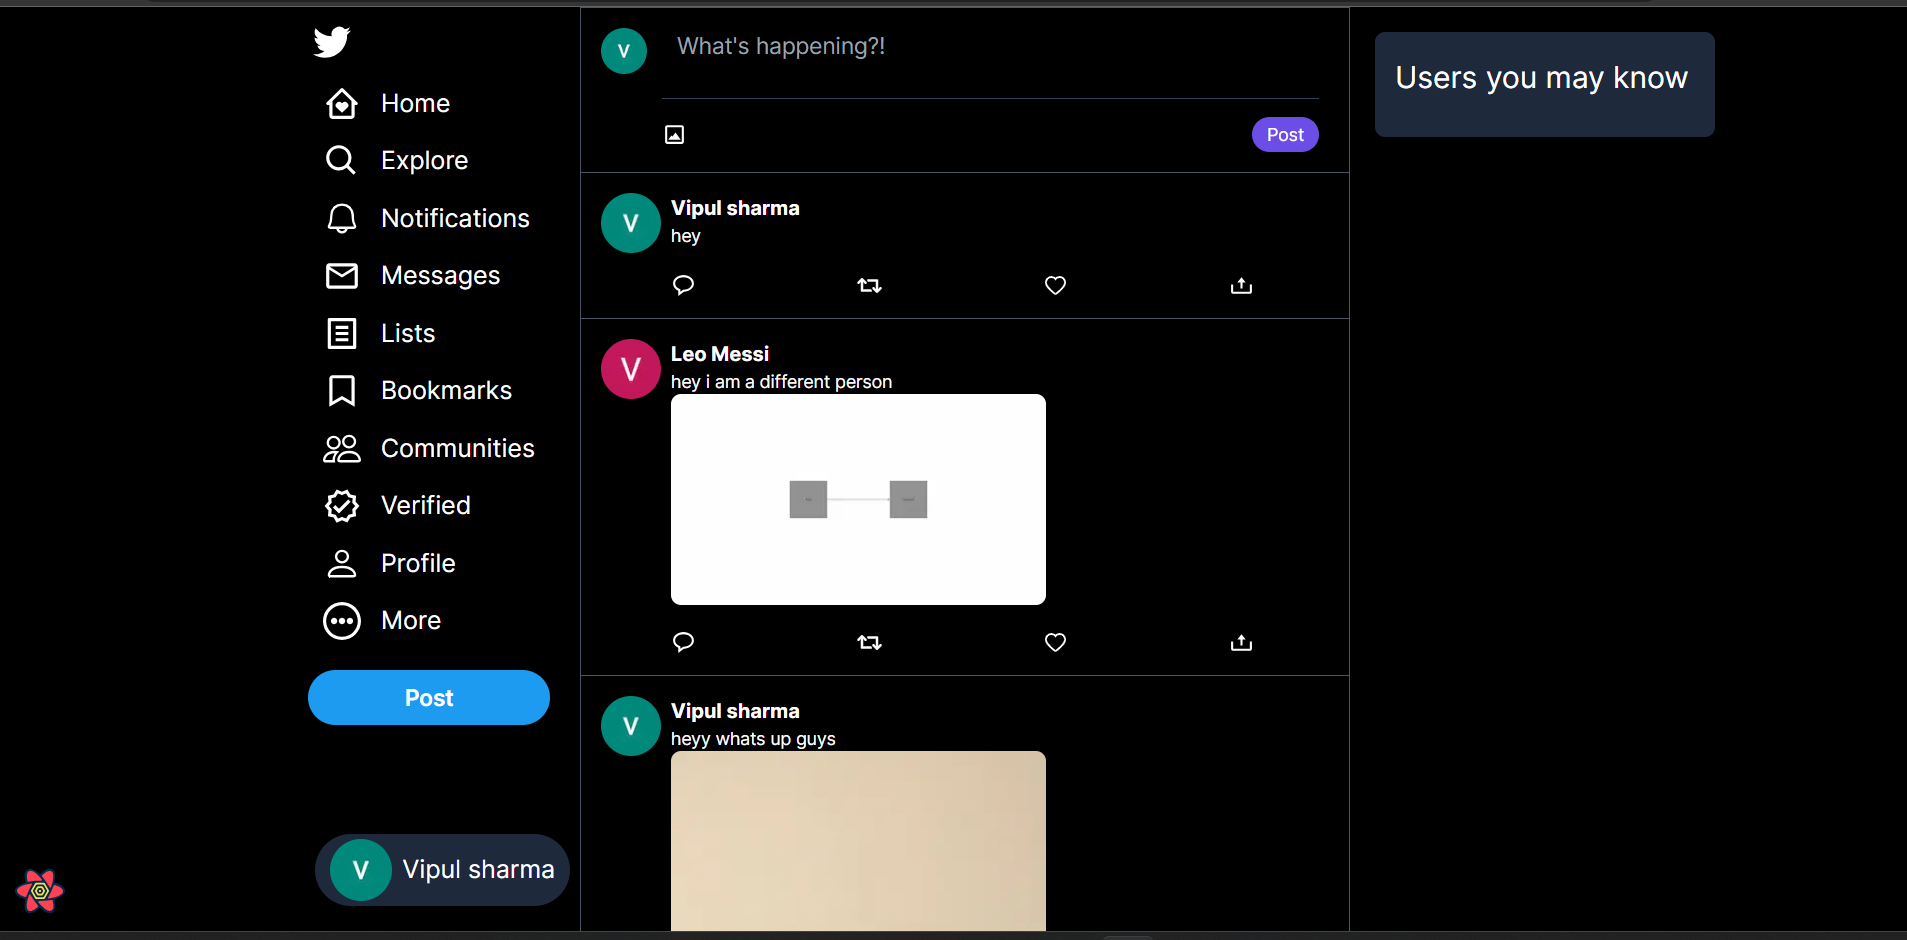 Home
Explore
Notifications
Messages
Lists
Bookmarks
Communities
Verified
Profile
More
Post
V Vipul sharma
V What's happening?!
Post
V Vipul sharma
hey
V Leo Messi
hey i am a different person
V Vipul sharma
heyy whats up guys
Users you may know